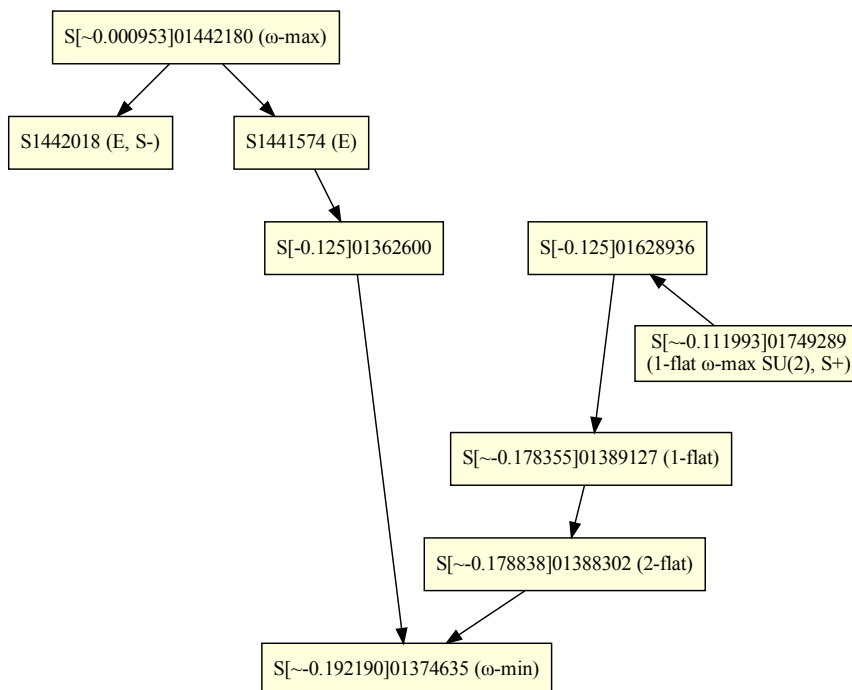 S[~0.000953]01442180 (ω-max)
S1442018 (E, S-)
S1441574 (E)
S[-0.125]01362600
S[-0.125]01628936
S[~-0.111993]01749289
(1-flat ω-max SU(2), S+)
S[~-0.178355]01389127 (1-flat)
S[~-0.178838]01388302 (2-flat)
S[~-0.192190]01374635 (ω-min)